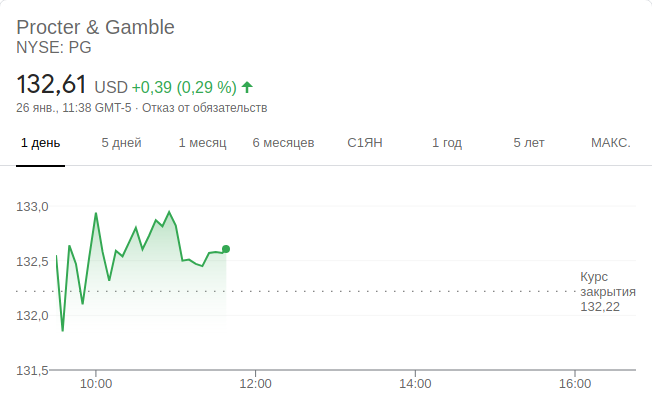 Procter & Gamble
NYSE: PG
132,61 USD +0,39 (0,29 %)
26 янв., 11:38 GMT-5 · Отказ от обязательств
1 день 5 дней 1 месяц 6 месяцев С1ЯН 1 год 5 лет МАКС.
133,0
132,5
Курс
закрытия
132,22
132,0
131,5
10:00 12:00 14:00 16:00